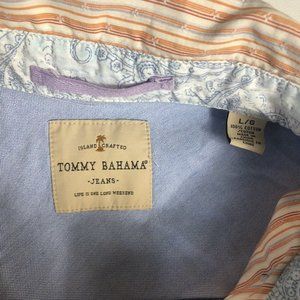 ISLAND CRAFTED
TOMMY BAHAMA®
-JEANS-
LIFE IS ONE LONG WEEKEND
L/G
100% COTTON